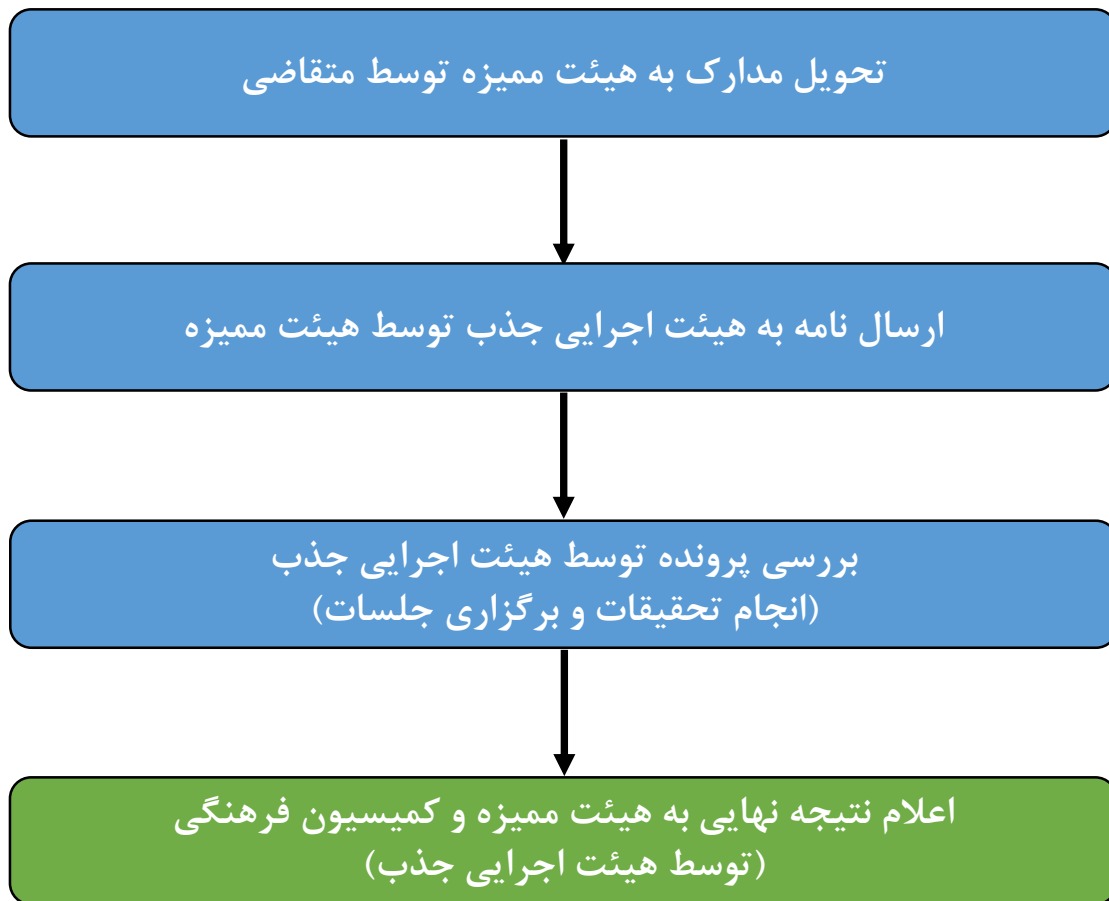 تحویل مدارک به هیئت ممیزه توسط متقاضی
ارسال نامه به هیئت اجرایی جذب توسط هیئت ممیزه
بررسی پرونده توسط هیئت اجرایی جذب
(انجام تحقیقات و برگزاری جلسات)
اعلام نتیجه نهایی به هیئت ممیزه و کمیسیون فرهنگی
(توسط هیئت اجرایی جذب)